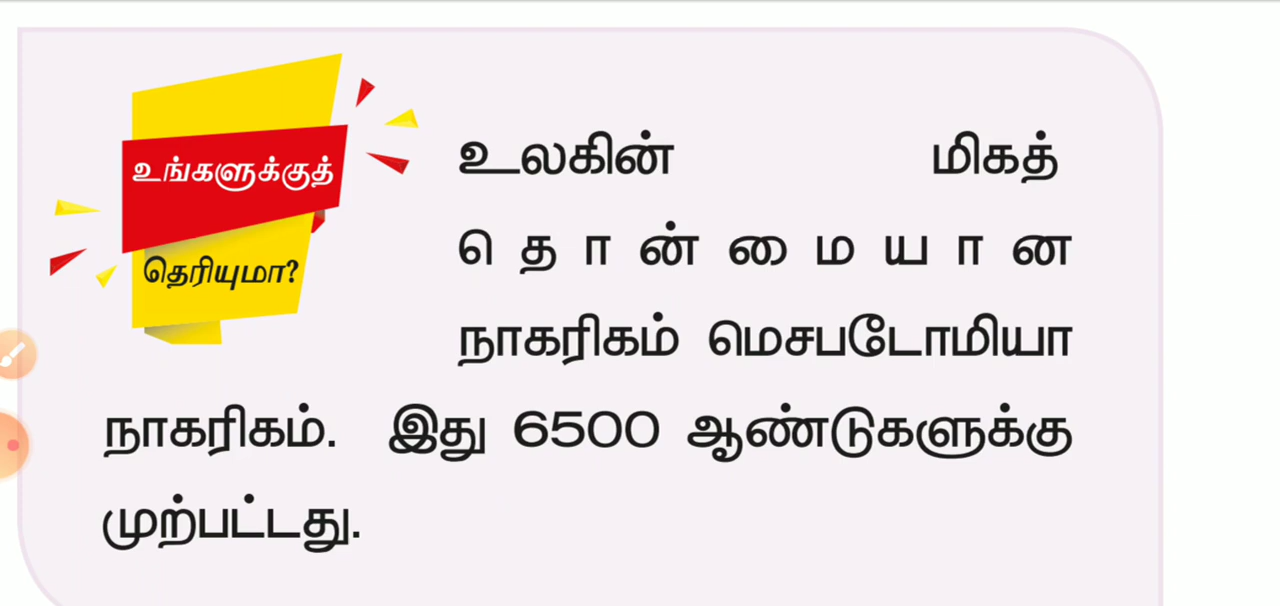 உங்களுக்குத்
தெரியுமா?
உலகின் மிகத்
தொன்மையான
நாகரிகம் மெசபடோமியா
நாகரிகம். இது 6500 ஆண்டுகளுக்கு
முற்பட்டது.